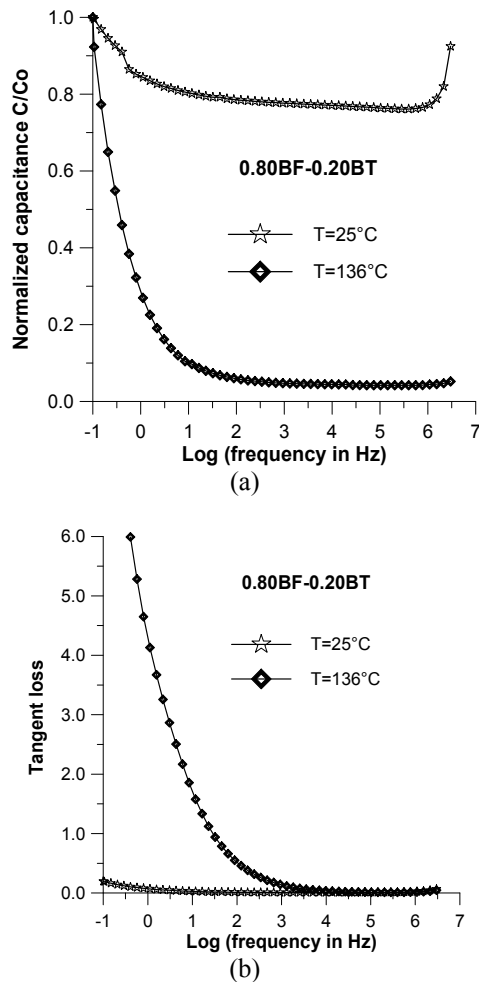 1.0
0.8
0.6
0.4
0.2
0.0
Normalized capacitance C/Co
0.80BF-0.20BT
T=25°C
T=136°C
-1 0 1 2 3 4 5 6 7
Log (frequency in Hz)
(a)
6.0
5.0
4.0
3.0
2.0
1.0
0.0
Tangent loss
0.80BF-0.20BT
T=25°C
T=136°C
-1 0 1 2 3 4 5 6 7
Log (frequency in Hz)
(b)